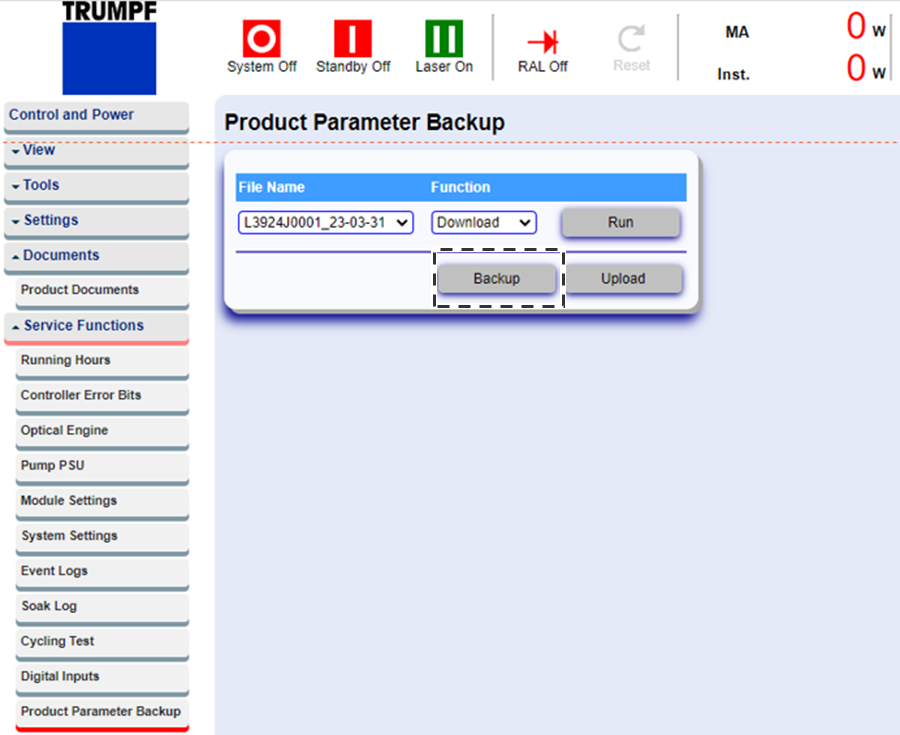 TRUMPF
System Off
Standby Off
Laser On
RAL Off
Reset
MA 0 W
Inst. 0 W
Control and Power
View
Tools
Settings
Documents
Product Documents
Service Functions
Running Hours
Controller Error Bits
Optical Engine
Pump PSU
Module Settings
System Settings
Event Logs
Soak Log
Cycling Test
Digital Inputs
Product Parameter Backup
Product Parameter Backup
File Name Function
L3924J0001_23-03-31 Download Run
Backup Upload